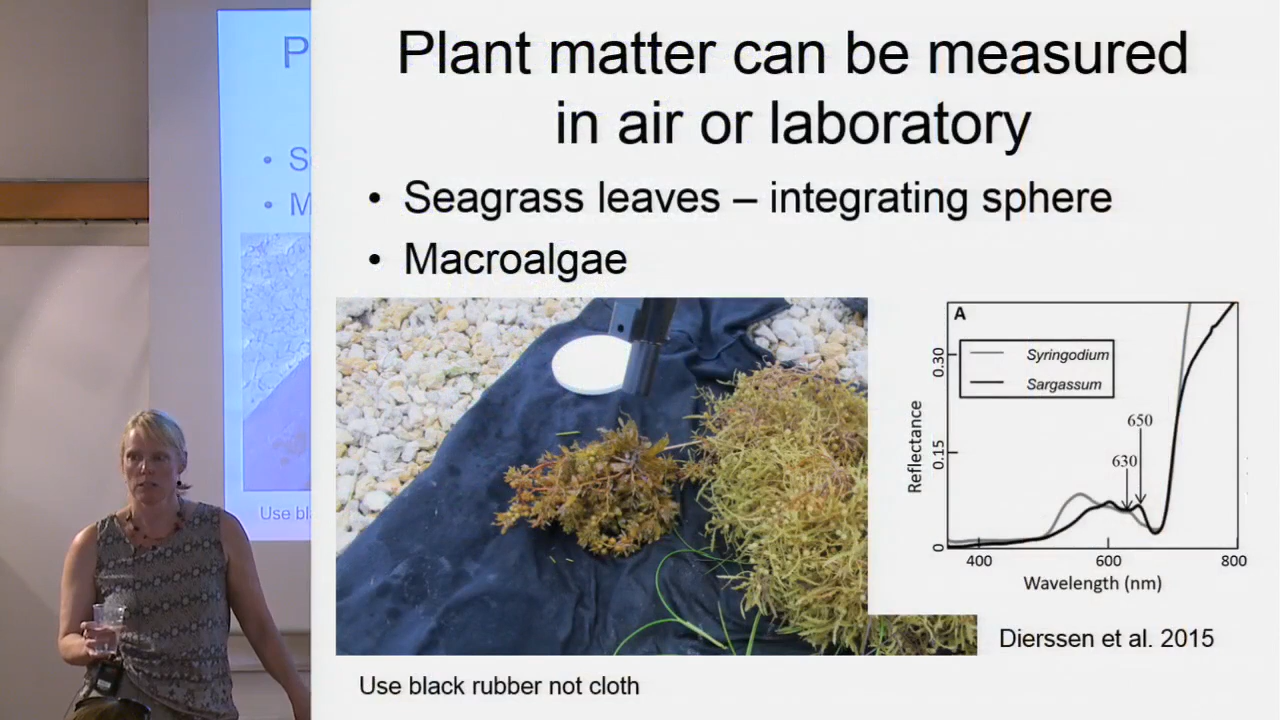 Plant matter can be measured
in air or laboratory
• Seagrass leaves – integrating sphere
• Macroalgae
A
Syringodium
Sargassum
650
630
0.30
0.15
0
Reflectance
400
600
800
Wavelength (nm)
Dierssen et al. 2015
Use black rubber not cloth
P
• S
• M
Use bl